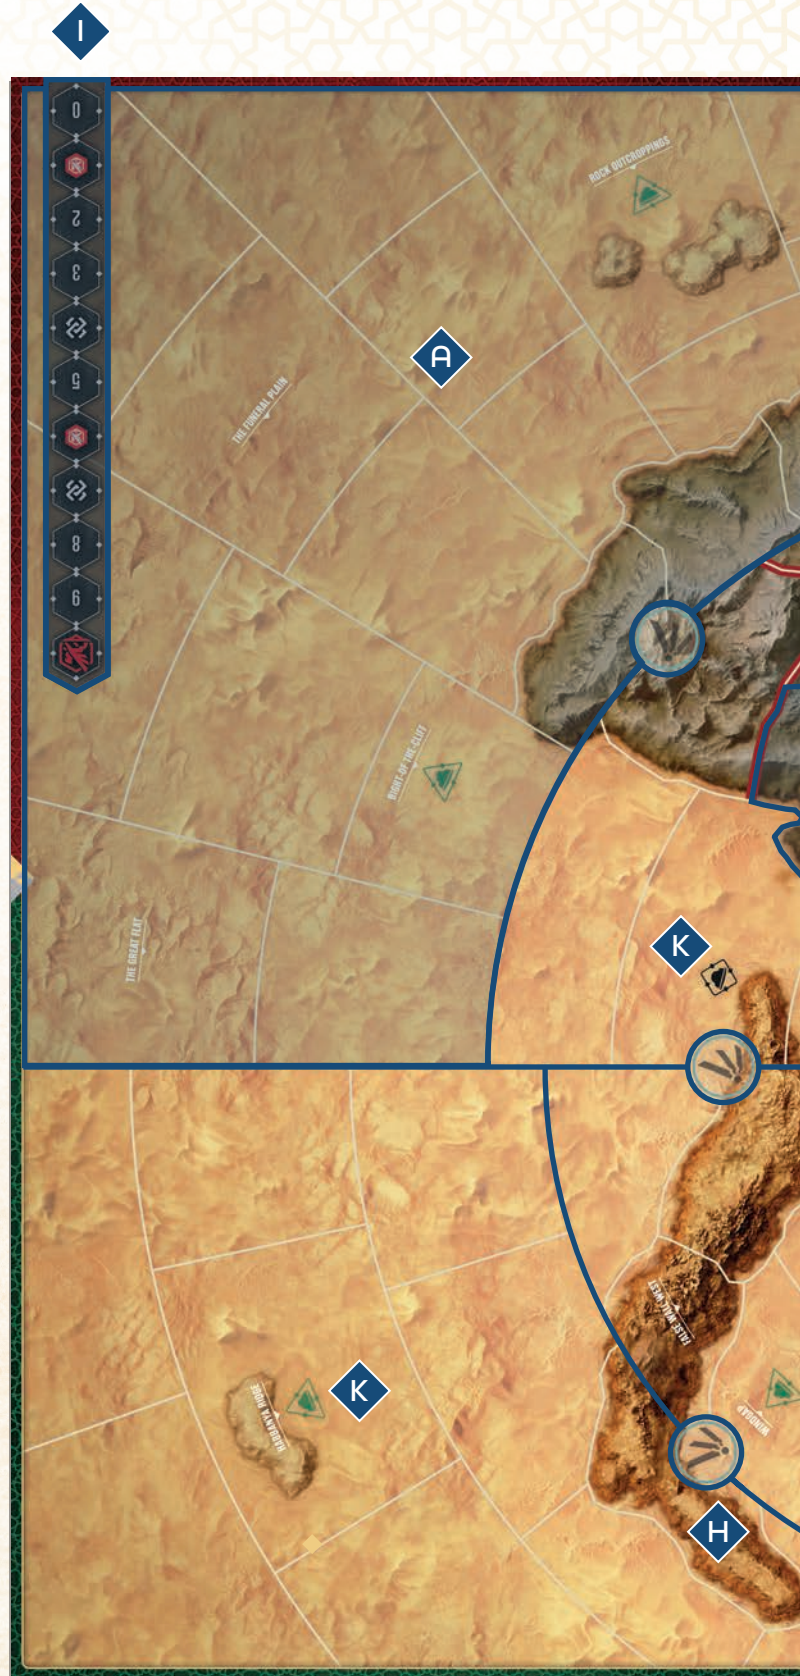 I
0
2
3
5
8
9
ROCK OUTCROPPINGS
A
THE FUNERAL PLAIN
BIGHT-OF-THE-CLIFF
THE GREAT FLAT
K
FALSE WALL WEST
HABBANYA RIDGE
K
WINDGAP
H